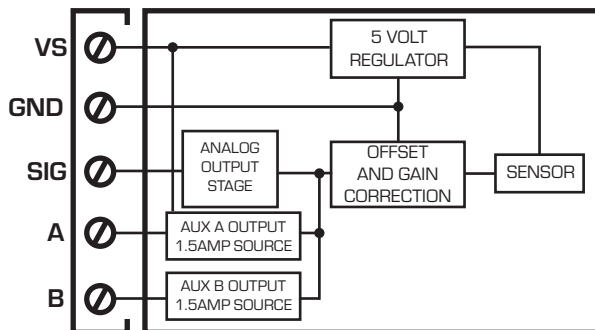 VS
5 VOLT
REGULATOR
GND
SIG
ANALOG
OUTPUT
STAGE
OFFSET
AND GAIN
CORRECTION
SENSOR
A
AUX A OUTPUT
1.5AMP SOURCE
B
AUX B OUTPUT
1.5AMP SOURCE